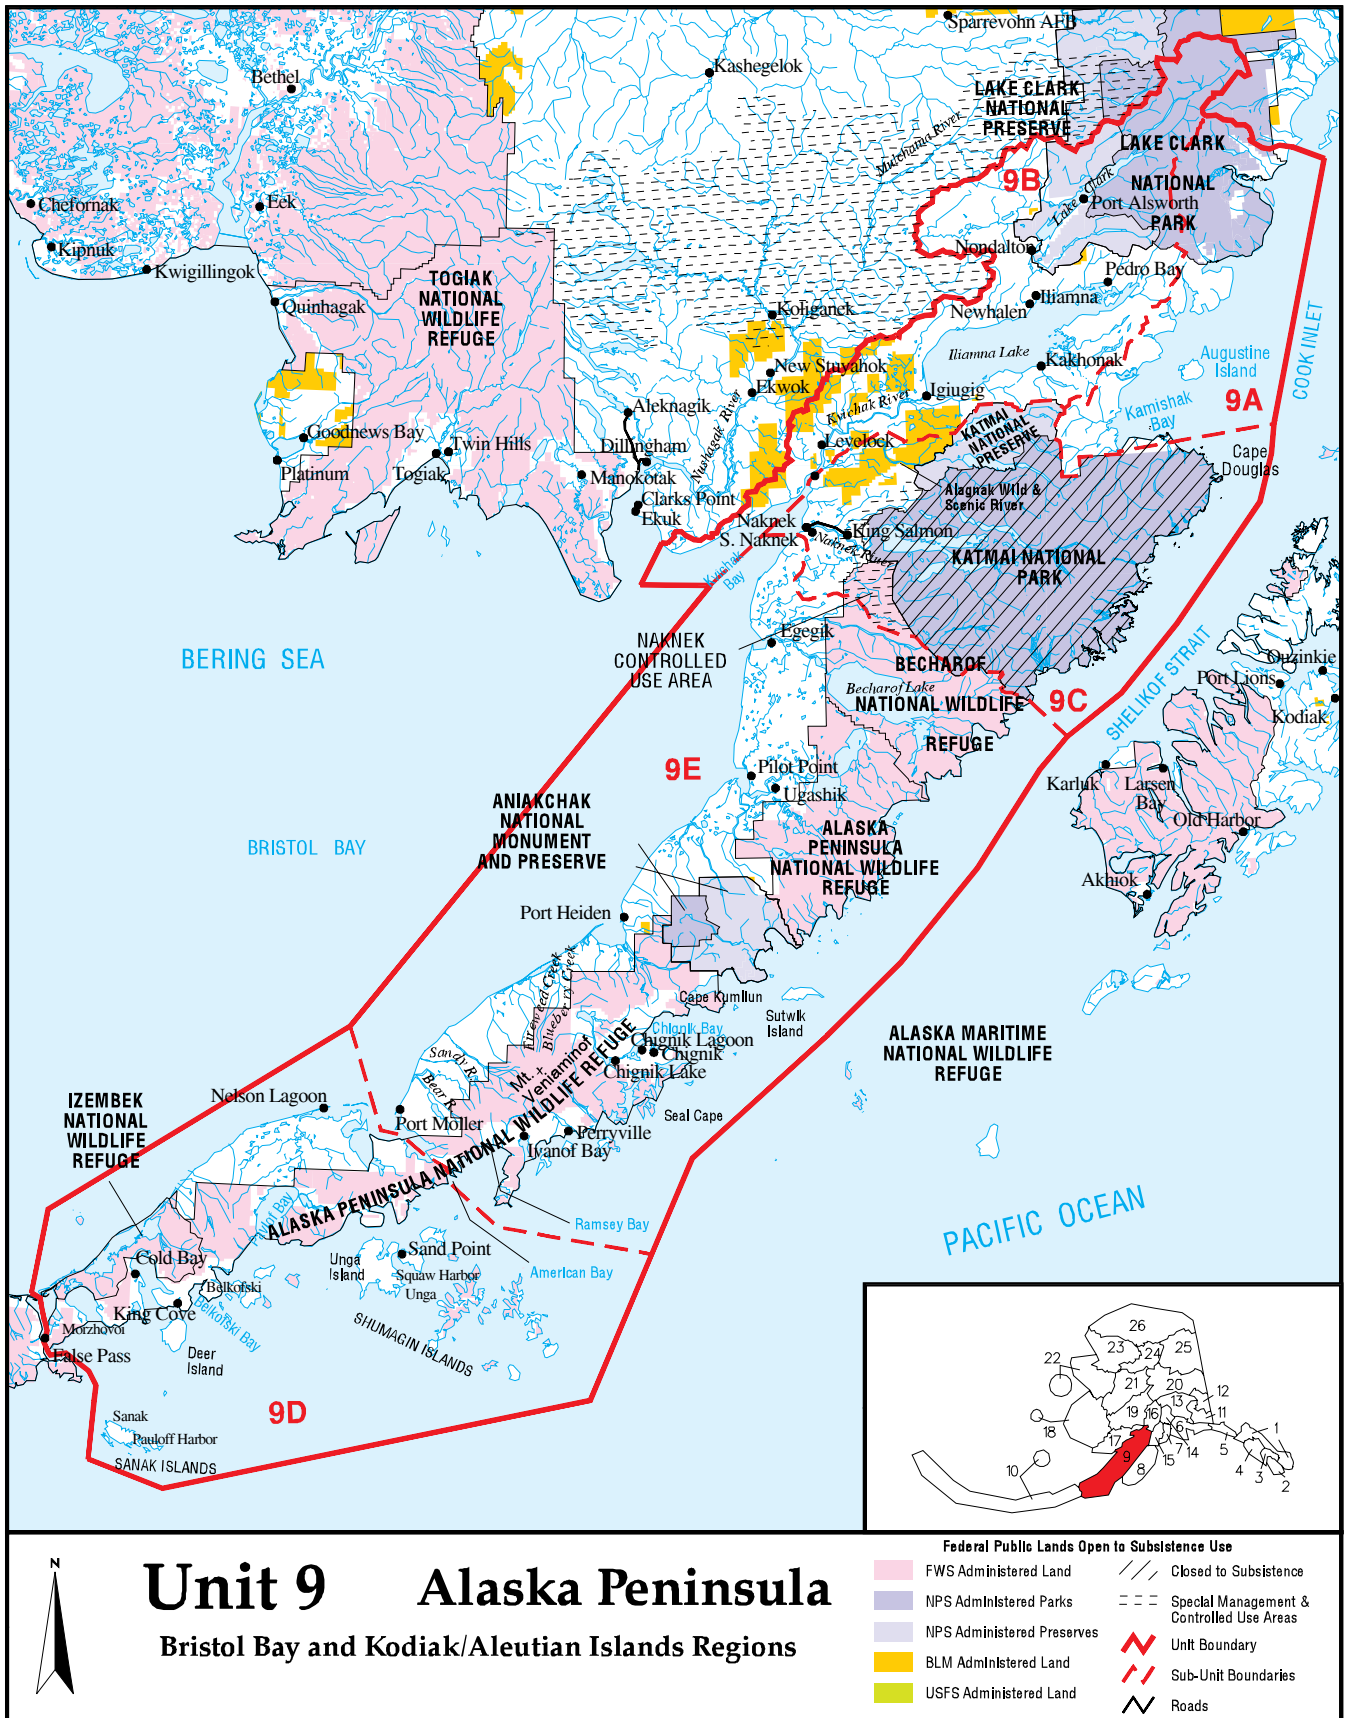 Sparrevohn AFB
Kashegelok
Bethel
LAKE CLARK
NATIONAL
PRESERVE
Mulchatna River
LAKE CLARK
NATIONAL
PARK
9B
Lake Clark
Port Alsworth
Chefornak
Eek
Kipnuk
Kwigillingok
Nondalton
Pedro Bay
TOGIAK
NATIONAL
WILDLIFE
REFUGE
Quinhagak
Koliganek
Iliamna
Newhalen
Iliamna Lake
Kakhonak
Augustine
Island
COOK INLET
New Stuyahok
Ekwok
Igiugig
Kvichak River
Nushagak River
Kamishak
Bay
9A
Aleknagik
Goodnews Bay
Twin Hills
Dillingham
Levelock
KATMAI
NATIONAL
PRESERVE
Cape
Douglas
Platinum
Togiak
Manokotak
Alagnak Wild &
Scenic River
Clarks Point
Ekuk
Naknek
S. Naknek
King Salmon
Naknek River
KATMAI NATIONAL
PARK
Kvichak
Bay
NAKNEK
CONTROLLED
USE AREA
Egegik
BERING SEA
BECHAROF
Becharof Lake
NATIONAL WILDLIFE
REFUGE
9C
SHELIKOF STRAIT
Ouzinkie
Port Lions
Kodiak
9E
Pilot Point
Ugashik
Karluk
Larsen
Bay
Old Harbor
ANIAKCHAK
NATIONAL
MONUMENT
AND PRESERVE
ALASKA
PENINSULA
NATIONAL WILDLIFE
REFUGE
BRISTOL BAY
Akhiok
Port Heiden
Fireweed Creek
Blueberry Creek
Cape Kumliun
Sutwik
Island
Chignik Bay
Chignik Lagoon
Chignik
Chignik Lake
Mt. +
Veniaminof
Sandy R.
Bear R.
ALASKA MARITIME
NATIONAL WILDLIFE
REFUGE
IZEMBEK
NATIONAL
WILDLIFE
REFUGE
Nelson Lagoon
Port Moller
Seal Cape
Perryville
Ivanof Bay
ALASKA PENINSULA NATIONAL WILDLIFE REFUGE
Ramsey Bay
American Bay
PACIFIC OCEAN
Cold Bay
Unga
Island
Sand Point
Squaw Harbor
Unga
Belkofski
Belkofski Bay
King Cove
Morzhovoi
False Pass
Deer
Island
SHUMAGIN ISLANDS
9D
Sanak
Pauloff Harbor
SANAK ISLANDS
26
23
24
25
22
21
20
12
13
11
19
16
6
18
17
7
14
5
1
10
9
8
15
4
3
2
N
Unit 9 Alaska Peninsula
Bristol Bay and Kodiak/Aleutian Islands Regions
Federal Public Lands Open to Subsistence Use
FWS Administered Land
NPS Administered Parks
NPS Administered Preserves
BLM Administered Land
USFS Administered Land
Closed to Subsistence
Special Management &
Controlled Use Areas
Unit Boundary
Sub-Unit Boundaries
Roads